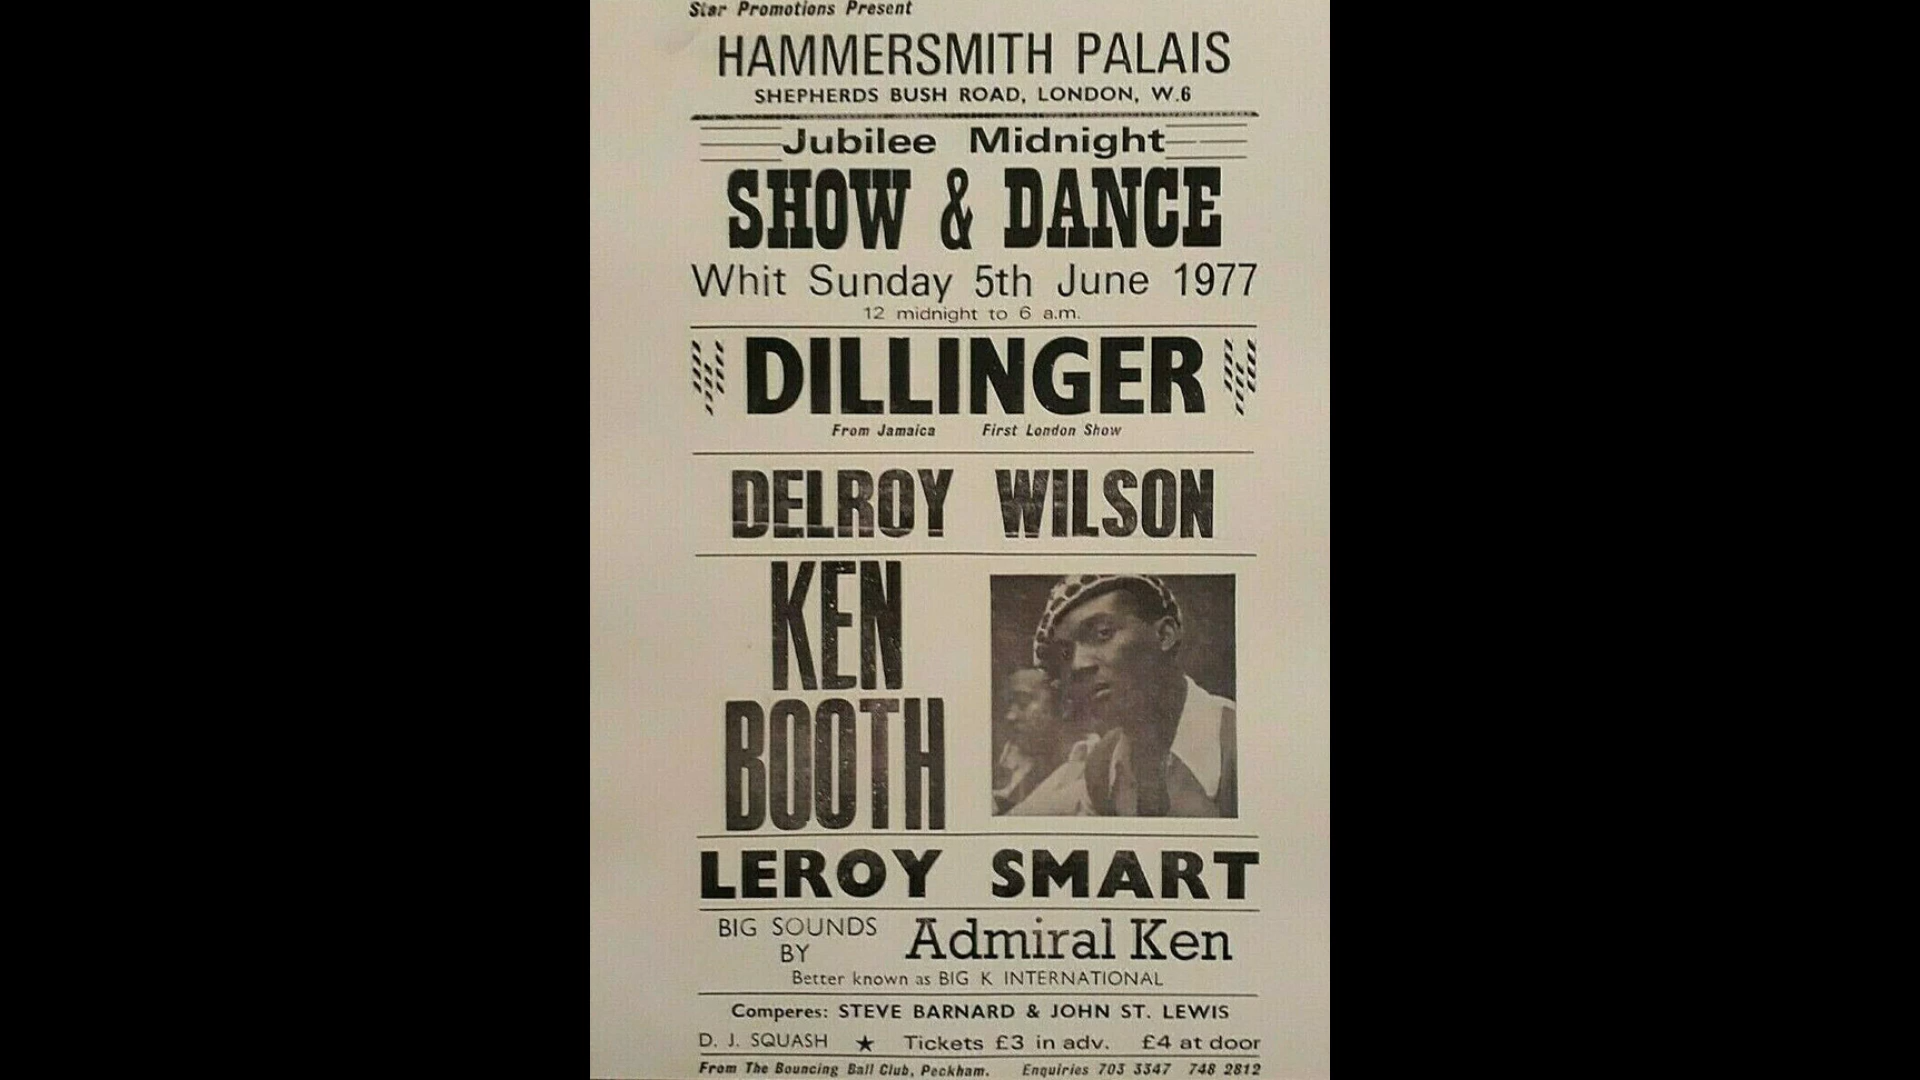 Star Promotions Present
HAMMERSMITH PALAIS
SHEPHERDS BUSH ROAD, LONDON, W.6
Jubilee Midnight
SHOW & DANCE
Whit Sunday 5th June 1977
12 midnight to 6 a.m.
DILLINGER
From Jamaica First London Show
DELROY WILSON
KEN
BOOTH
LEROY SMART
BIG SOUNDS
BY
Admiral Ken
Better known as BIG K INTERNATIONAL
Comperes: STEVE BARNARD & JOHN ST. LEWIS
D. J. SQUASH ★ Tickets £3 in adv. £4 at door
From The Bouncing Ball Club, Peckham. Enquiries 703 3347 748 2812